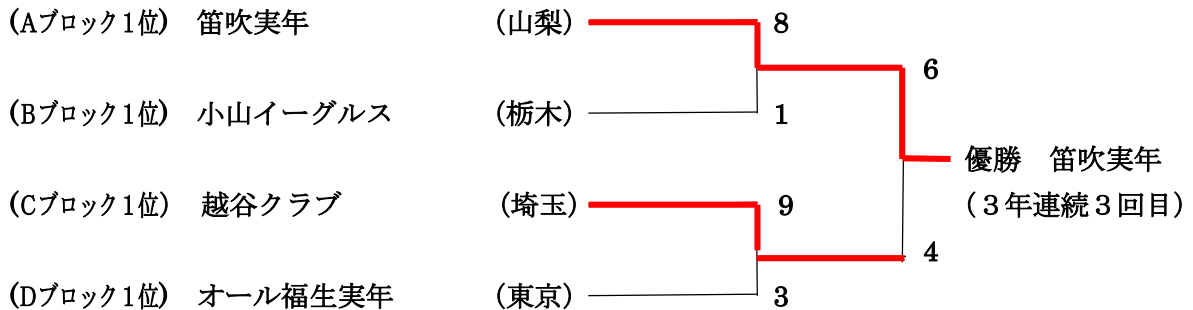 (Aブロック1位) 笛吹実年 (山梨) 8
6
(Bブロック1位) 小山イーグルス (栃木) 1
優勝 笛吹実年
(Cブロック1位) 越谷クラブ (埼玉) 9
(3年連続3回目)
4
(Dブロック1位) オール福生実年 (東京) 3